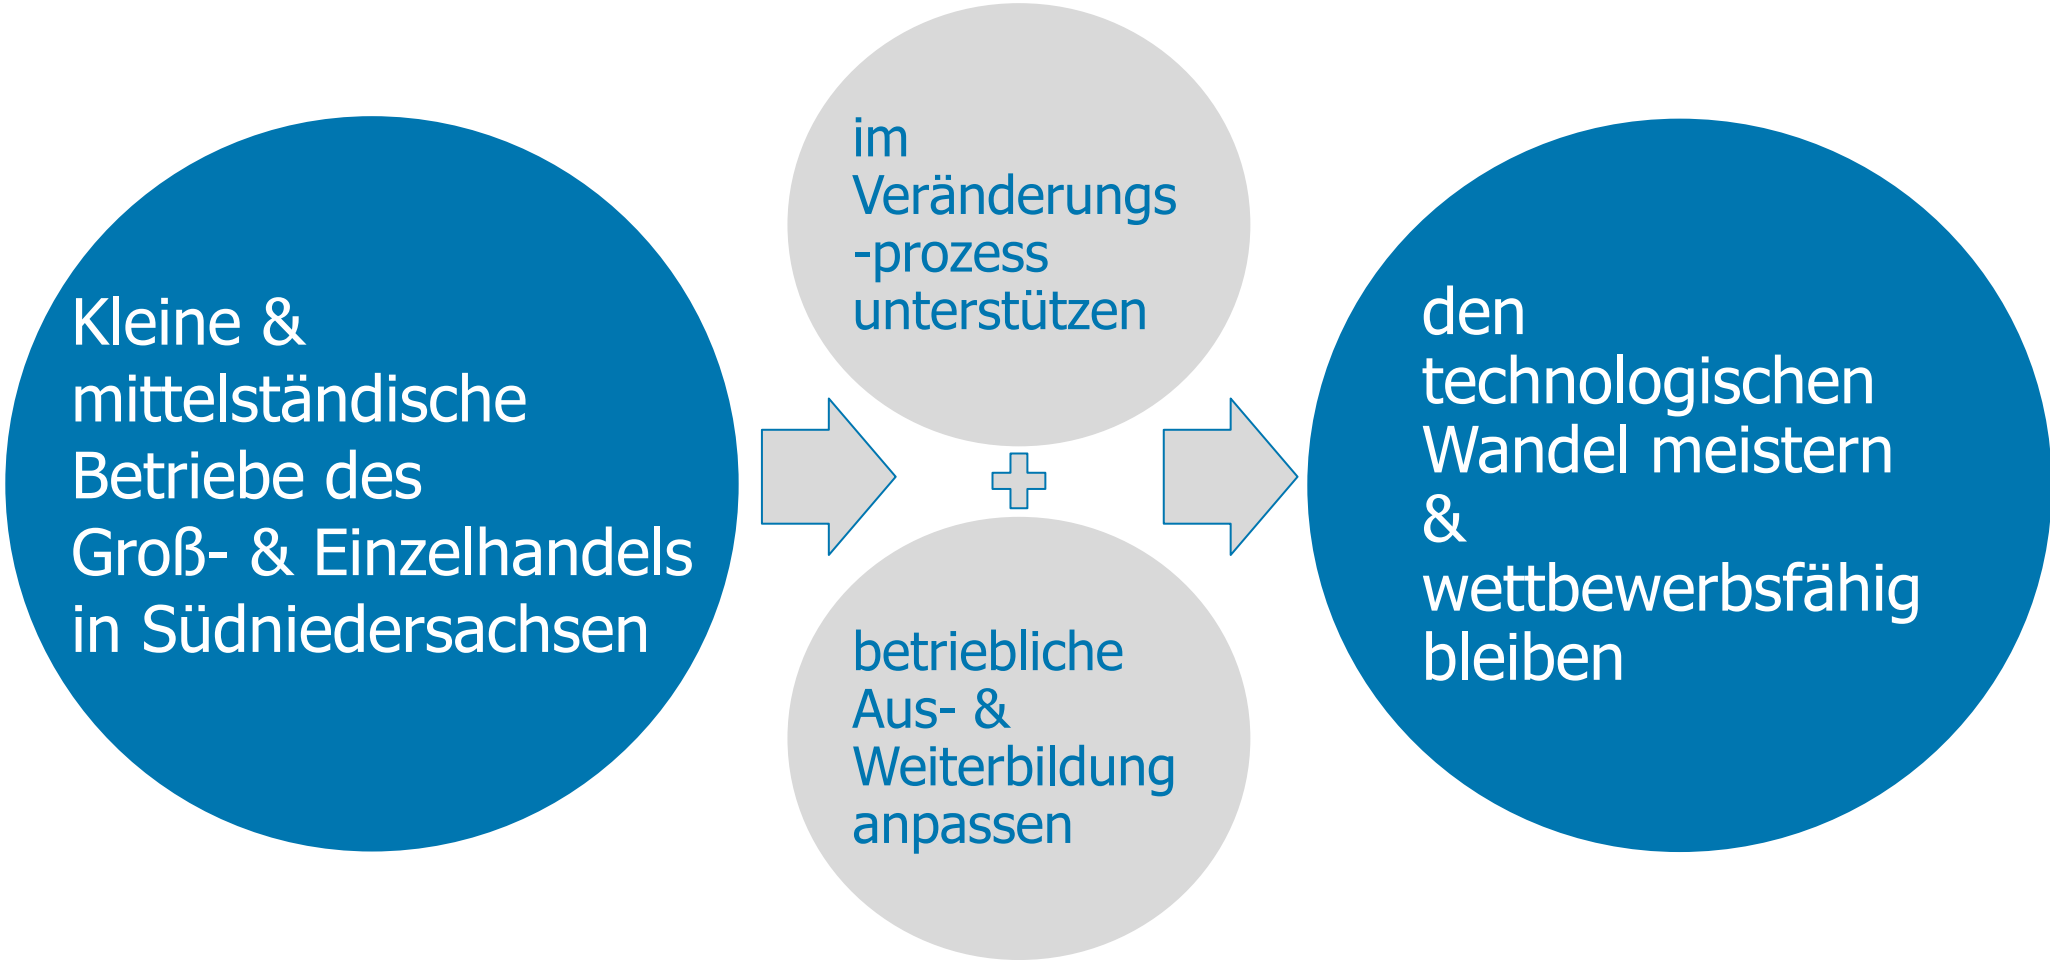 Kleine &
mittelständische
Betriebe des
Groß- & Einzelhandels
in Südniedersachsen
im
Veränderungs
-prozess
unterstützen
betriebliche
Aus- &
Weiterbildung
anpassen
den
technologischen
Wandel meistern
&
wettbewerbsfähig
bleiben